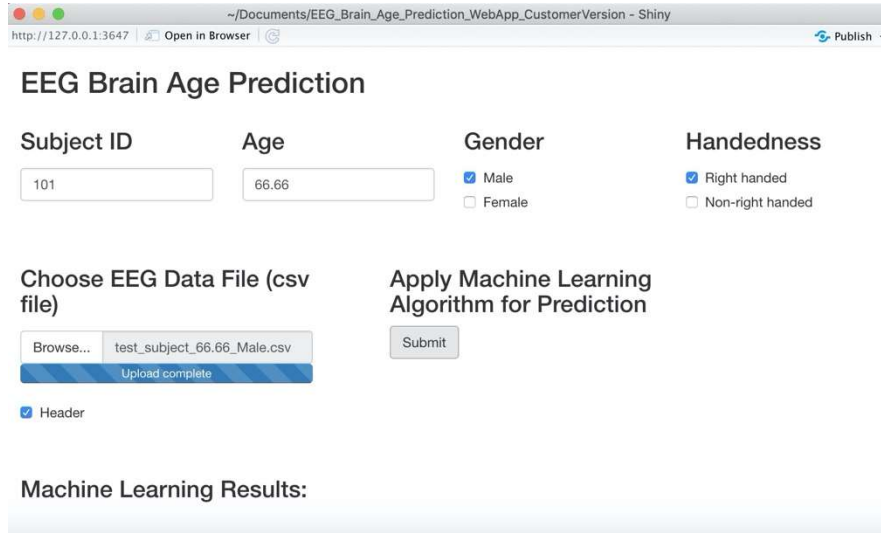 ~/Documents/EEG_Brain_Age_Prediction_WebApp_CustomerVersion - Shiny
http://127.0.0.1:3647 Open in Browser Publish
EEG Brain Age Prediction
Subject ID Age Gender Handedness
101 66.66 Male Right handed
Female Non-right handed
Choose EEG Data File (csv
file)
Browse... test_subject_66.66_Male.csv
Upload complete
Header
Apply Machine Learning
Algorithm for Prediction
Submit
Machine Learning Results: